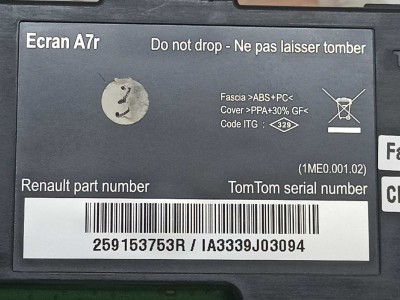 Ecran A7r
Do not drop - Ne pas laisser tomber
3
Fascia >ABS+PC<
Cover >PPA+30% GF<
Code ITG : 329
(1ME0.001.02)
Renault part number
TomTom serial number
259153753R / IA3339J03094